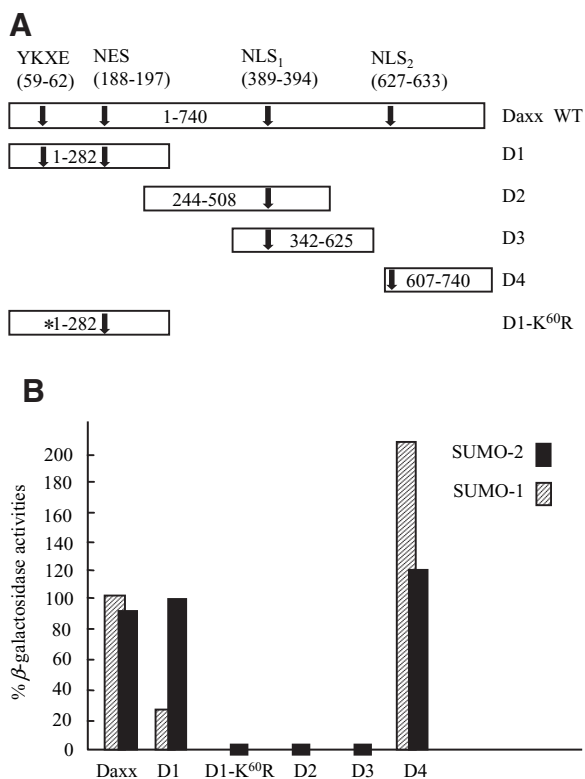 A
YKXE NES NLS₁ NLS₂
(59-62) (188-197) (389-394) (627-633)
1-740 Daxx WT
1-282 D1
244-508 D2
342-625 D3
607-740 D4
*1-282 D1-K⁶⁰R
B
% β-galactosidase activities
200
180
160
140
120
100
80
60
40
20
0
SUMO-2
SUMO-1
Daxx D1 D1-K⁶⁰R D2 D3 D4